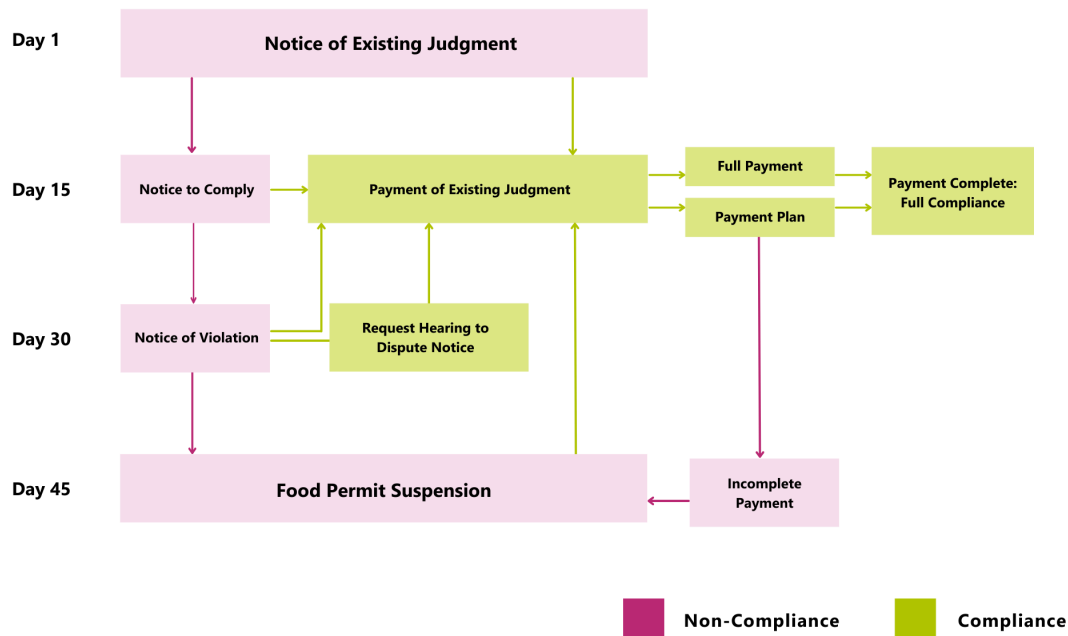 Day 1
Notice of Existing Judgment
Day 15
Notice to Comply
Payment of Existing Judgment
Full Payment
Payment Plan
Payment Complete:
Full Compliance
Day 30
Notice of Violation
Request Hearing to
Dispute Notice
Day 45
Food Permit Suspension
Incomplete
Payment
Non-Compliance
Compliance